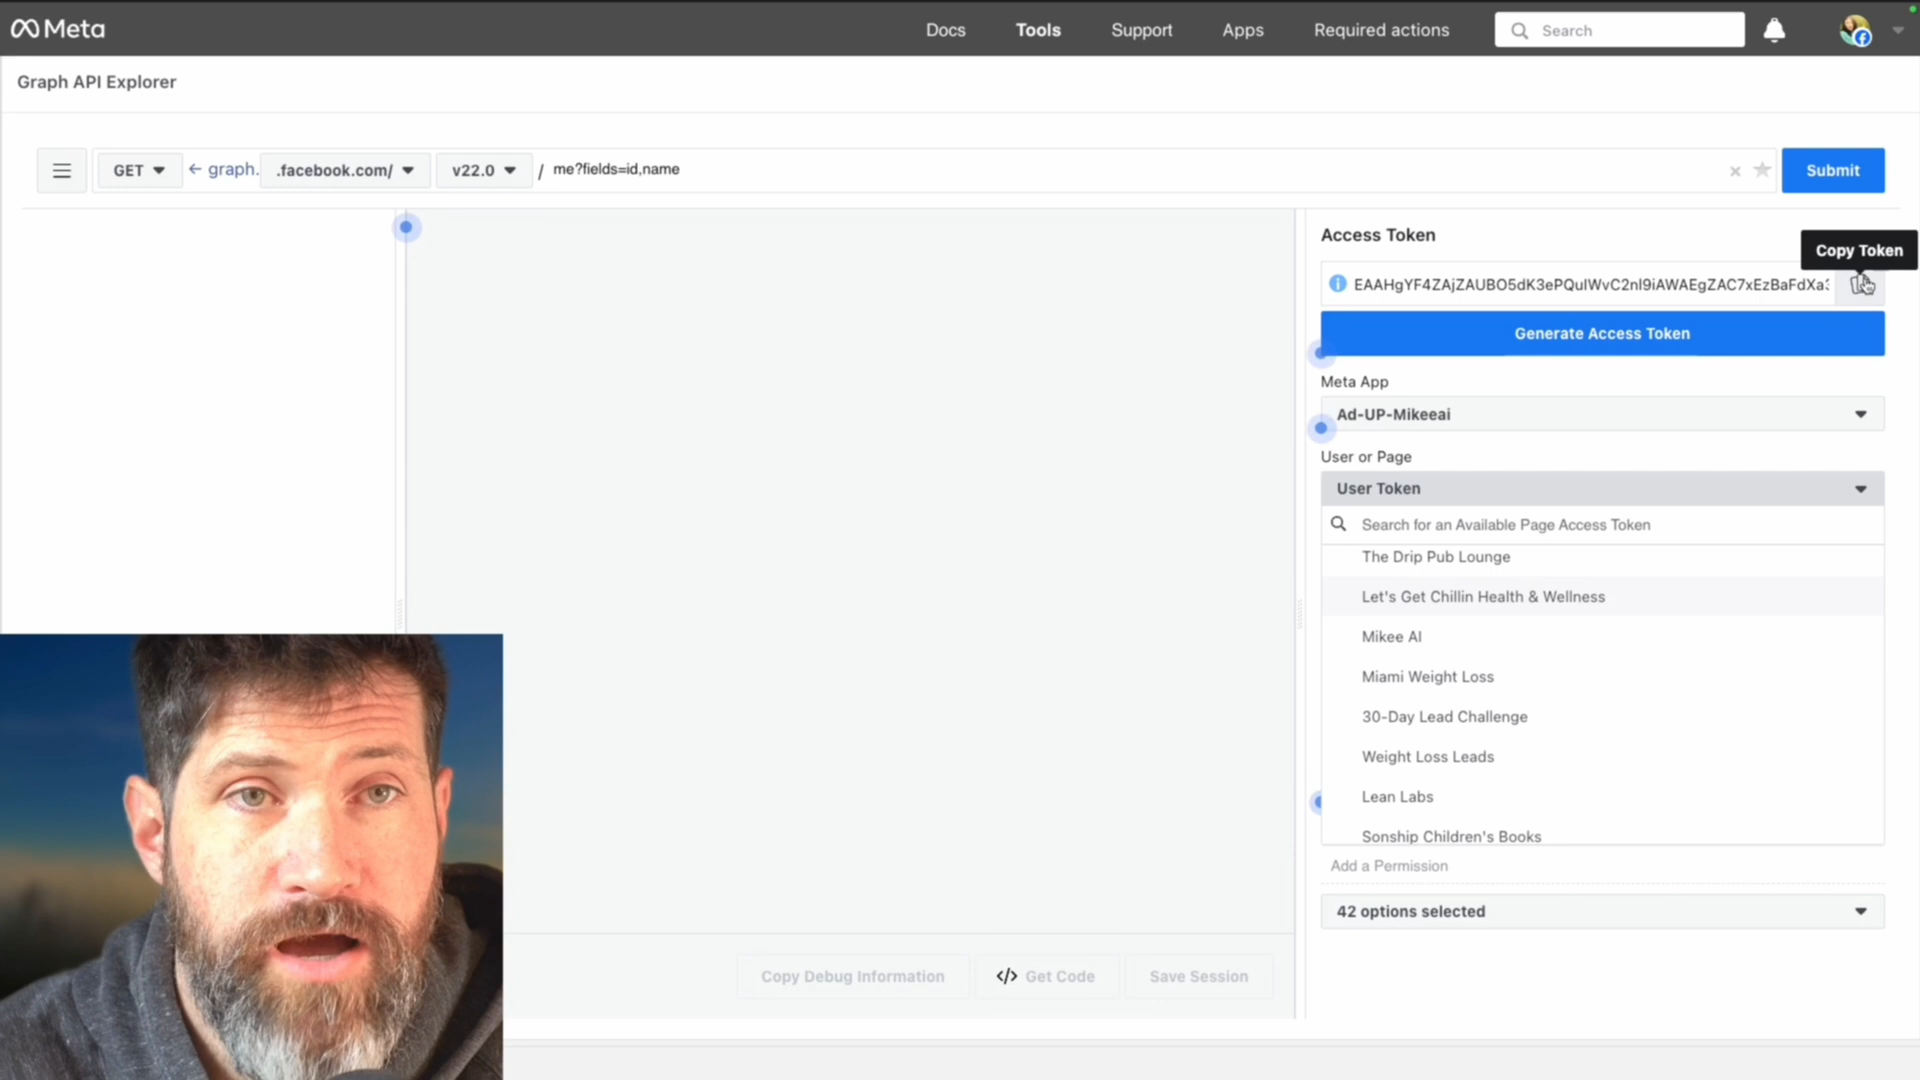 Meta
Docs
Tools
Support
Apps
Required actions
Search
Graph API Explorer
GET
← graph.
.facebook.com/
v22.0
/
me?fields=id,name
Submit
Access Token
Copy Token
EAAHgYF4ZAjZAUBO5dK3ePQuIWvC2nI9iAWAEgZAC7xEzBaFdXa3
Generate Access Token
Meta App
Ad-UP-Mikeeai
User or Page
User Token
Search for an Available Page Access Token
The Drip Pub Lounge
Let's Get Chillin Health & Wellness
Mikee AI
Miami Weight Loss
30-Day Lead Challenge
Weight Loss Leads
Lean Labs
Sonship Children's Books
Add a Permission
42 options selected
Copy Debug Information
</> Get Code
Save Session